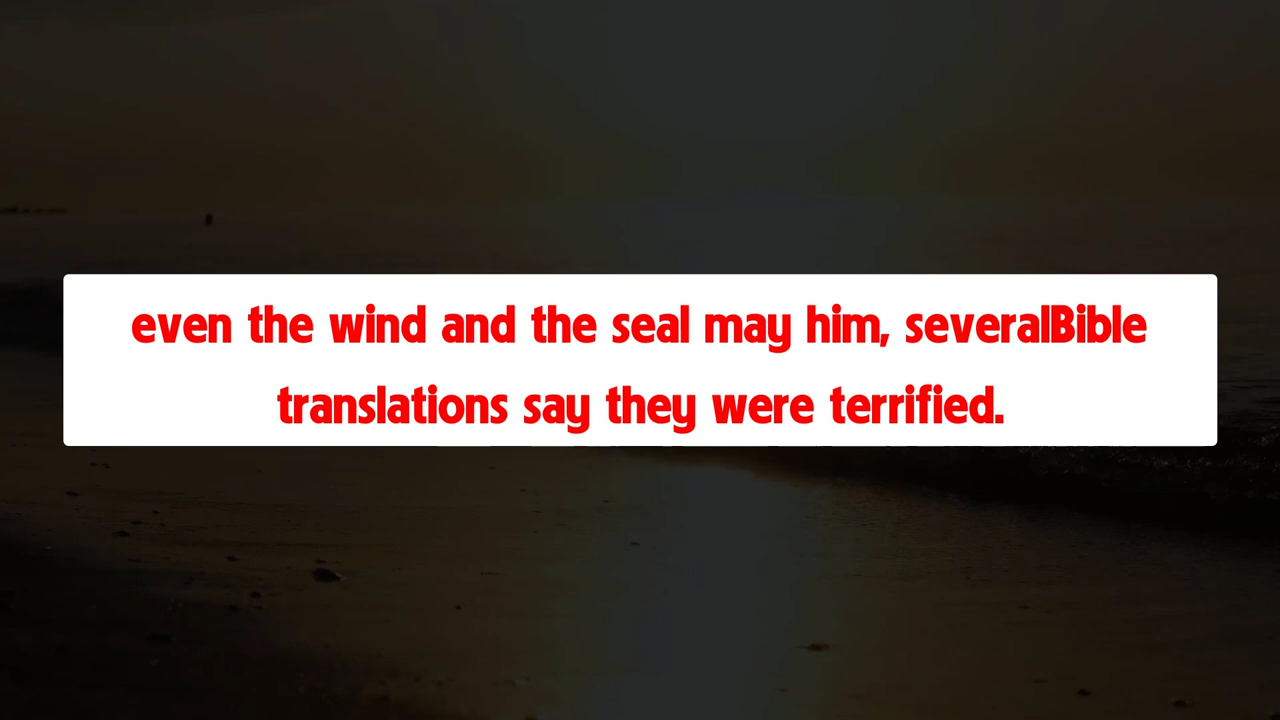 even the wind and the seal may him, severalBible
translations say they were terrified.